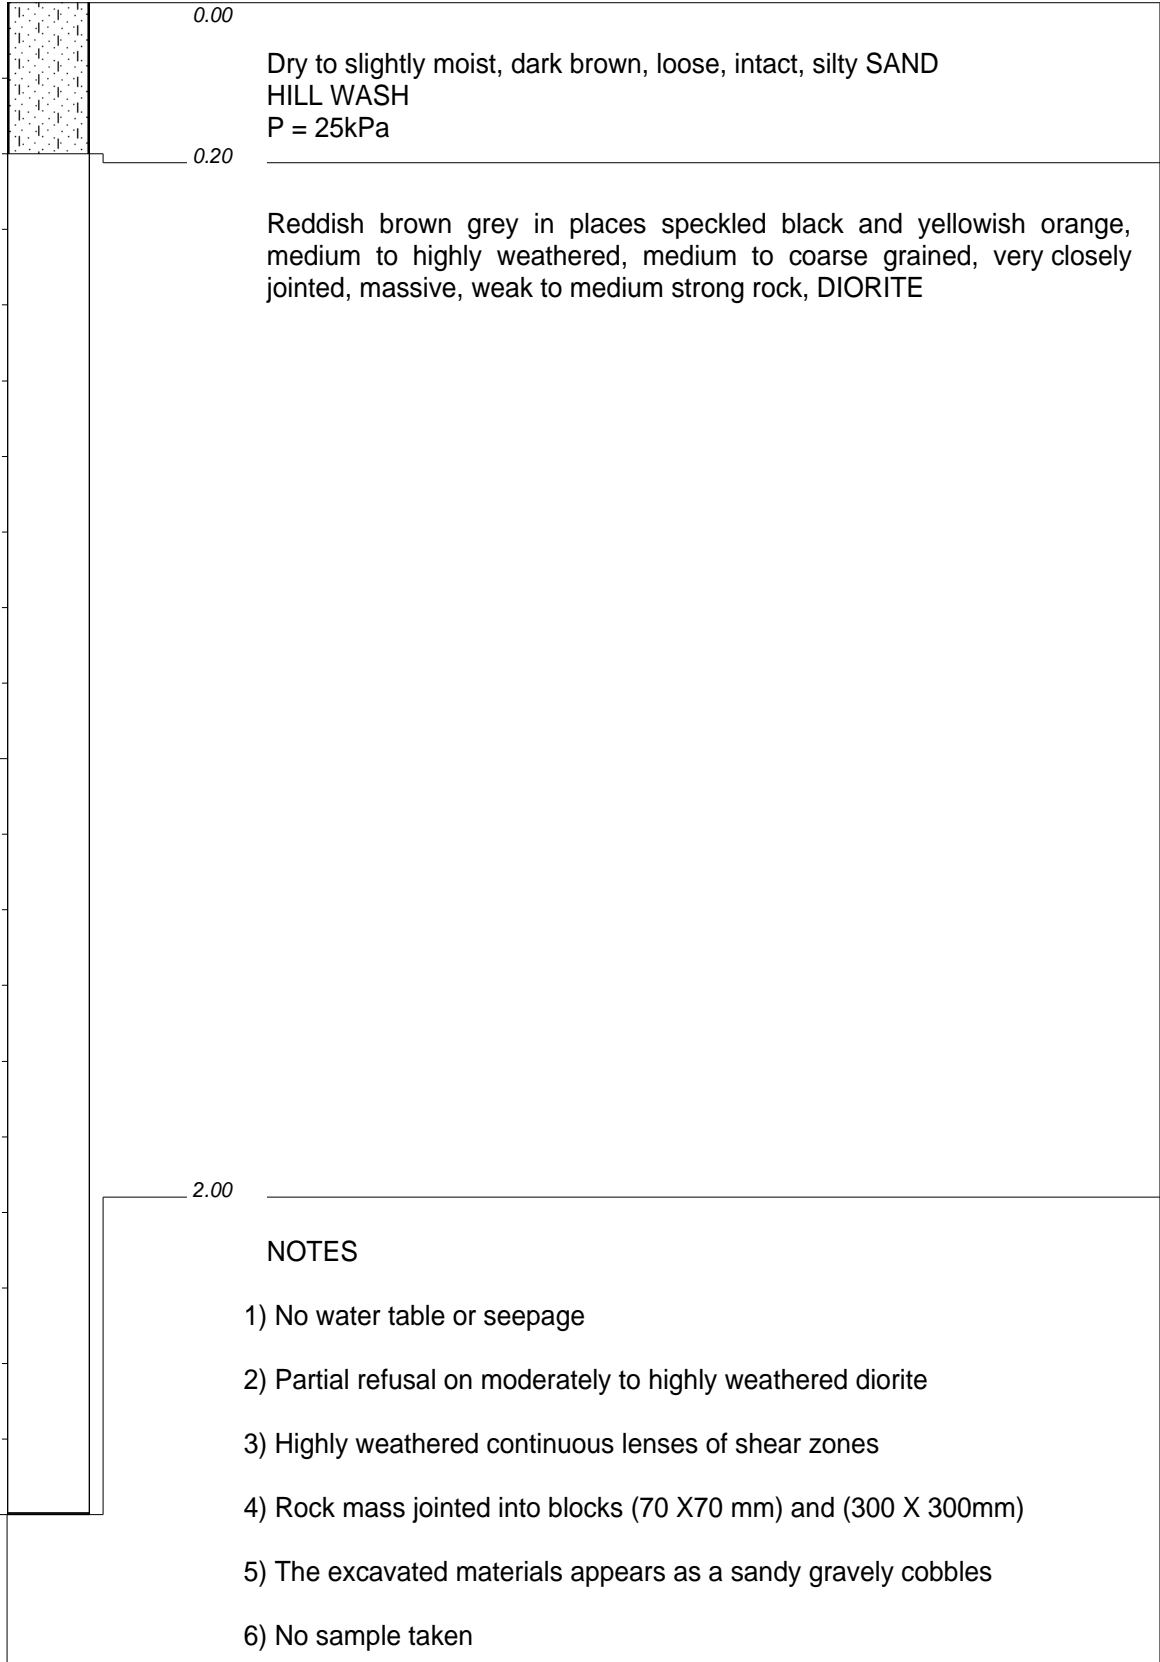 0.00
Dry to slightly moist, dark brown, loose, intact, silty SAND
HILL WASH
P = 25kPa
0.20
Reddish brown grey in places speckled black and yellowish orange,
medium to highly weathered, medium to coarse grained, very closely
jointed, massive, weak to medium strong rock, DIORITE
2.00
NOTES
1) No water table or seepage
2) Partial refusal on moderately to highly weathered diorite
3) Highly weathered continuous lenses of shear zones
4) Rock mass jointed into blocks (70 X70 mm) and (300 X 300mm)
5) The excavated materials appears as a sandy gravely cobbles
6) No sample taken